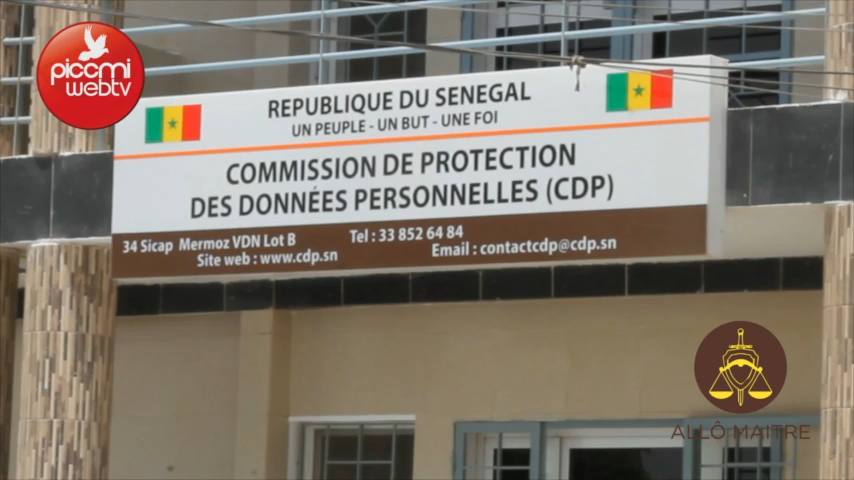 piccmi
webtv
REPUBLIQUE DU SENEGAL
UN PEUPLE - UN BUT - UNE FOI
COMMISSION DE PROTECTION
DES DONNÉES PERSONNELLES (CDP)
34 Sicap Mermoz VDN Lot B Tel : 33 852 64 84
Site web : www.cdp.sn Email : contactcdp@cdp.sn
ALLÔ MAITRE